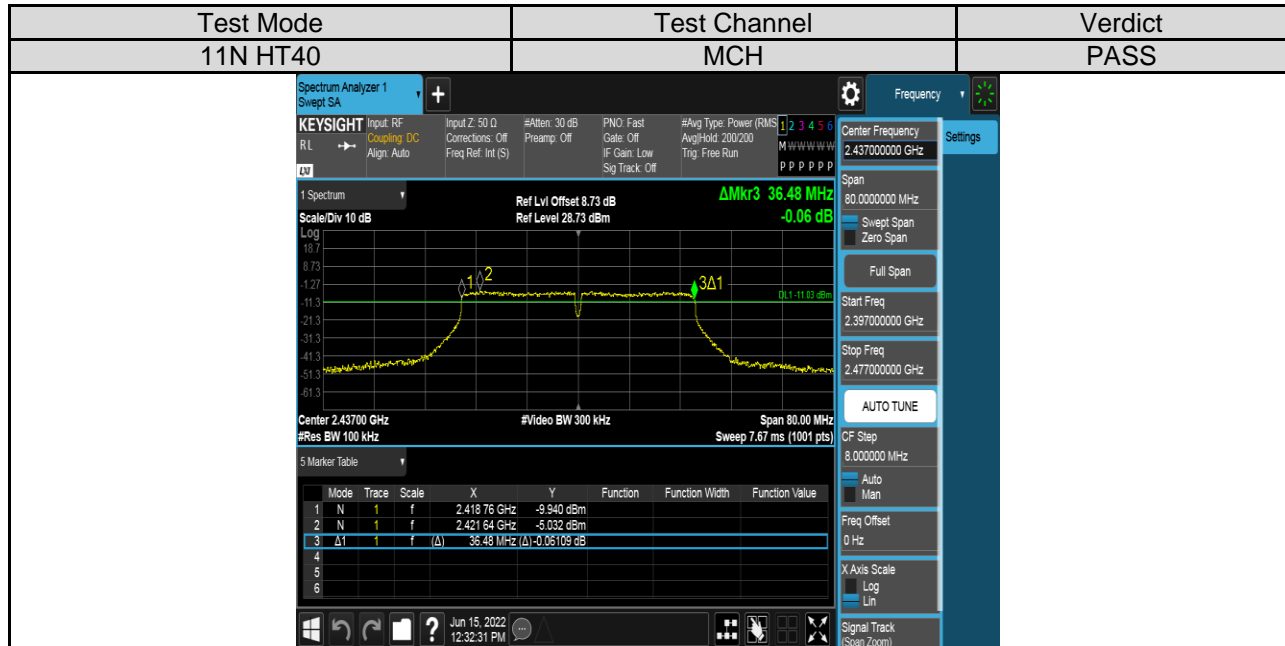 Test Mode Test Channel Verdict
11N HT40 MCH PASS
Spectrum Analyzer 1
Swept SA
+
Frequency
KEYSIGHT Input: RF Input Z: 50 Ω #Atten: 30 dB PNO: Fast #Avg Type: Power (RMS 1 2 3 4 5 6
RL Coupling: DC Corrections: Off Preamp: Off Gate: Off Avg|Hold: 200/200 M W W W W W
Align: Auto Freq Ref: Int (S) IF Gain: Low Trig: Free Run
Sig Track: Off P P P P P P
LXI
1 Spectrum Ref Lvl Offset 8.73 dB ΔMkr3 36.48 MHz
Scale/Div 10 dB Ref Level 28.73 dBm -0.06 dB
Log
18.7
8.73
-1.27
-11.3
-21.3
-31.3
-41.3
-51.3
-61.3
1 2 3Δ1
DL1 -11.03 dBm
Center 2.43700 GHz #Video BW 300 kHz Span 80.00 MHz
#Res BW 100 kHz Sweep 7.67 ms (1001 pts)
5 Marker Table
Mode Trace Scale X Y Function Function Width Function Value
1 N 1 f 2.418 76 GHz -9.940 dBm
2 N 1 f 2.421 64 GHz -5.032 dBm
3 Δ1 1 f (Δ) 36.48 MHz (Δ) -0.06109 dB
4
5
6
? Jun 15, 2022
12:32:31 PM
Center Frequency
2.437000000 GHz
Settings
Span
80.0000000 MHz
Swept Span
Zero Span
Full Span
Start Freq
2.397000000 GHz
Stop Freq
2.477000000 GHz
AUTO TUNE
CF Step
8.000000 MHz
Auto
Man
Freq Offset
0 Hz
X Axis Scale
Log
Lin
Signal Track
(Span Zoom)